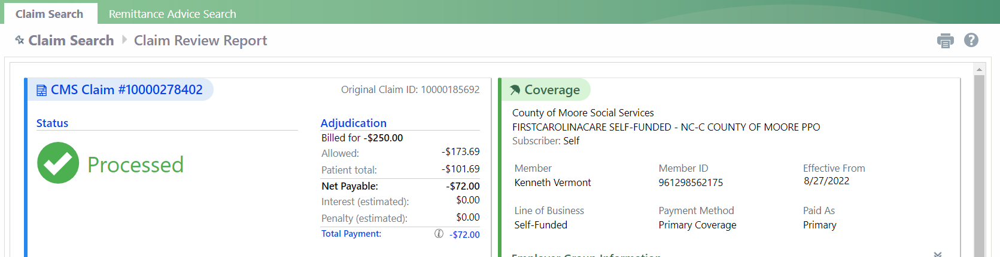 Claim Search
Remittance Advice Search
Claim Search
Claim Review Report
CMS Claim #10000278402
Original Claim ID: 10000185692
Status
Processed
Adjudication
Billed for -$250.00
Allowed: -$173.69
Patient total: -$101.69
Net Payable: -$72.00
Interest (estimated): $0.00
Penalty (estimated): $0.00
Total Payment: -$72.00
Coverage
County of Moore Social Services
FIRSTCAROLINACARE SELF-FUNDED - NC-C COUNTY OF MOORE PPO
Subscriber: Self
Member Member ID Effective From
Kenneth Vermont 961298562175 8/27/2022
Line of Business Payment Method Paid As
Self-Funded Primary Coverage Primary
Employer Group Information